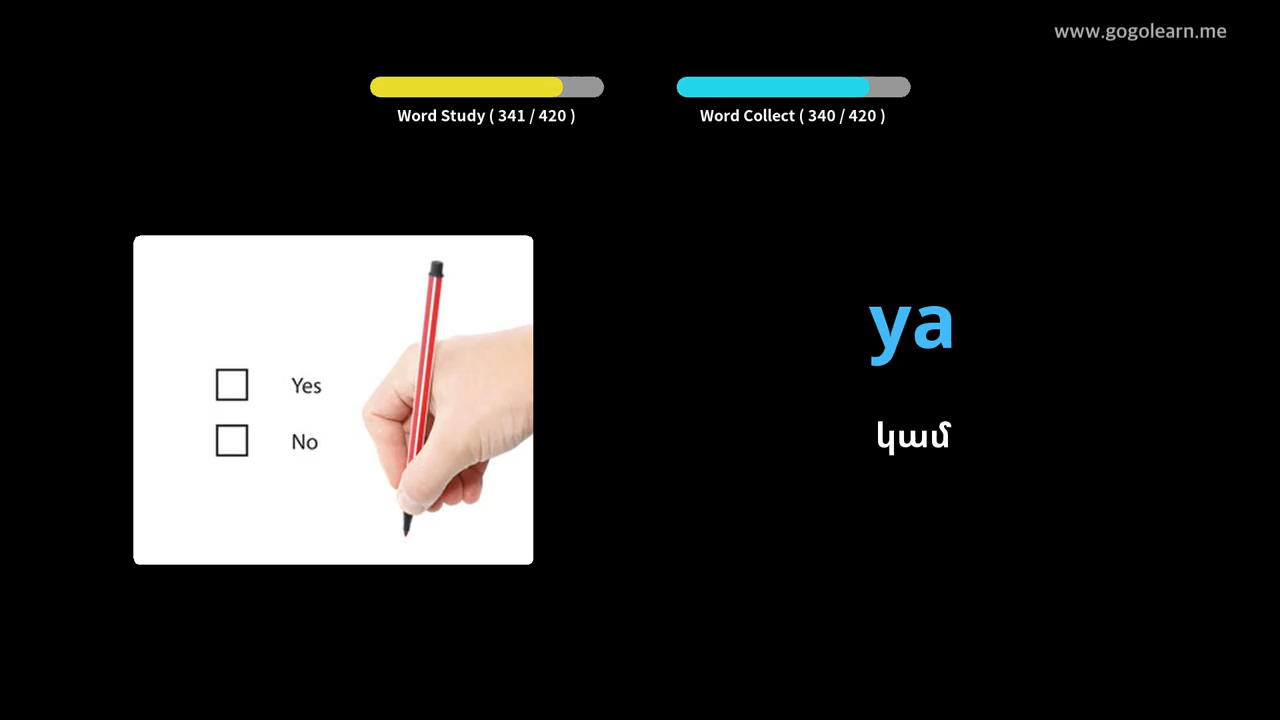 www.gogolearn.me
Word Study ( 341 / 420 )
Word Collect ( 340 / 420 )
Yes
No
ya
կամ